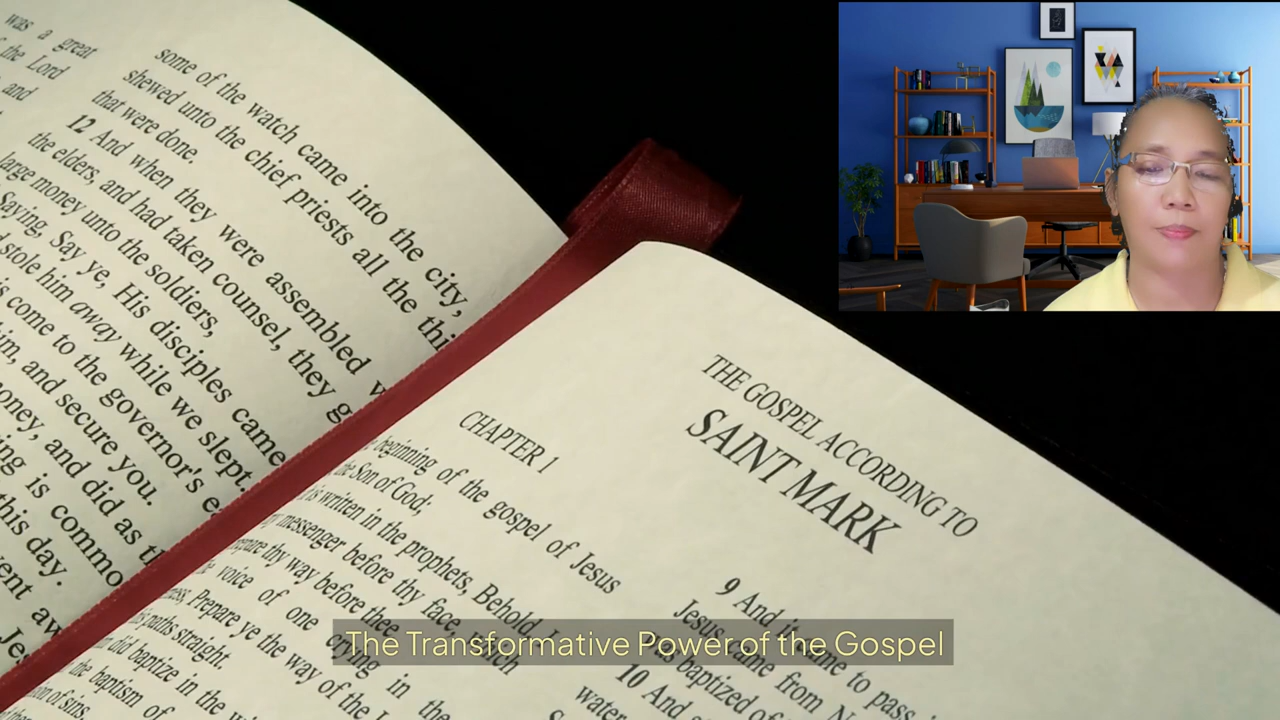 was a great
the Lord
and
some of the watch came into the city,
shewed unto the chief priests all the
that were done,
12 And when they were assembled
the elders, and had taken counsel, they
large money unto the soldiers,
Saying, Say ye, His disciples came
stole him away while we slept.
come to the governor's
and secure you.
and did as
is
this day.
THE GOSPEL ACCORDING TO
SAINT MARK
CHAPTER 1
beginning of the gospel of Jesus
the Son of God;
is written in the prophets, Behold, I
messenger before thy face, which
thy way before thee
voice of one crying in the
Prepare ye the way of the
paths straight.
did baptize in the
the baptism of
of sins.
9 And it came to pass
Jesus came from
was baptized of
10 And
water
The Transformative Power of the Gospel